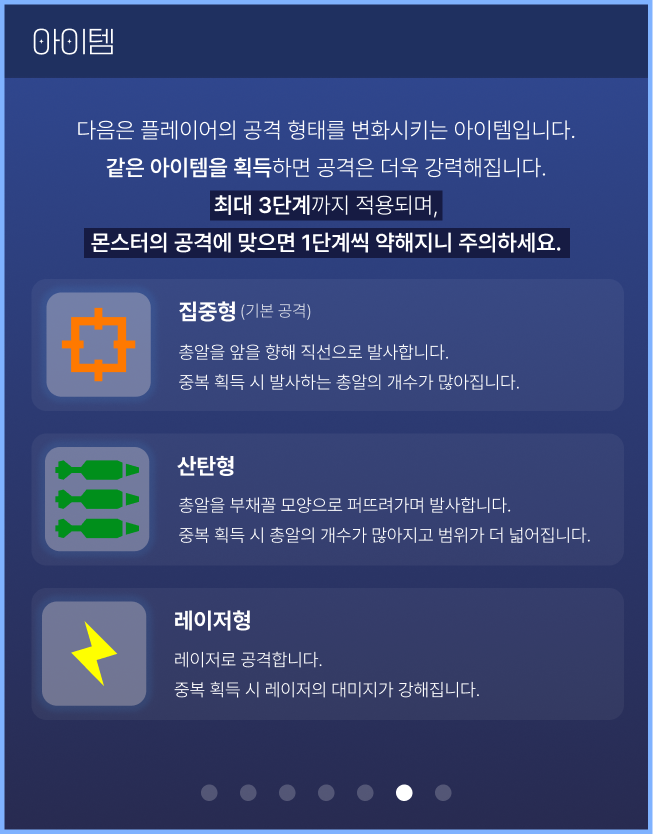 아이템
다음은 플레이어의 공격 형태를 변화시키는 아이템입니다.
같은 아이템을 획득하면 공격은 더욱 강력해집니다.
최대 3단계까지 적용되며,
몬스터의 공격에 맞으면 1단계씩 약해지니 주의하세요.
집중형 (기본 공격)
총알을 앞을 향해 직선으로 발사합니다.
중복 획득 시 발사하는 총알의 개수가 많아집니다.
산탄형
총알을 부채꼴 모양으로 퍼뜨려가며 발사합니다.
중복 획득 시 총알의 개수가 많아지고 범위가 더 넓어집니다.
레이저형
레이저로 공격합니다.
중복 획득 시 레이저의 대미지가 강해집니다.